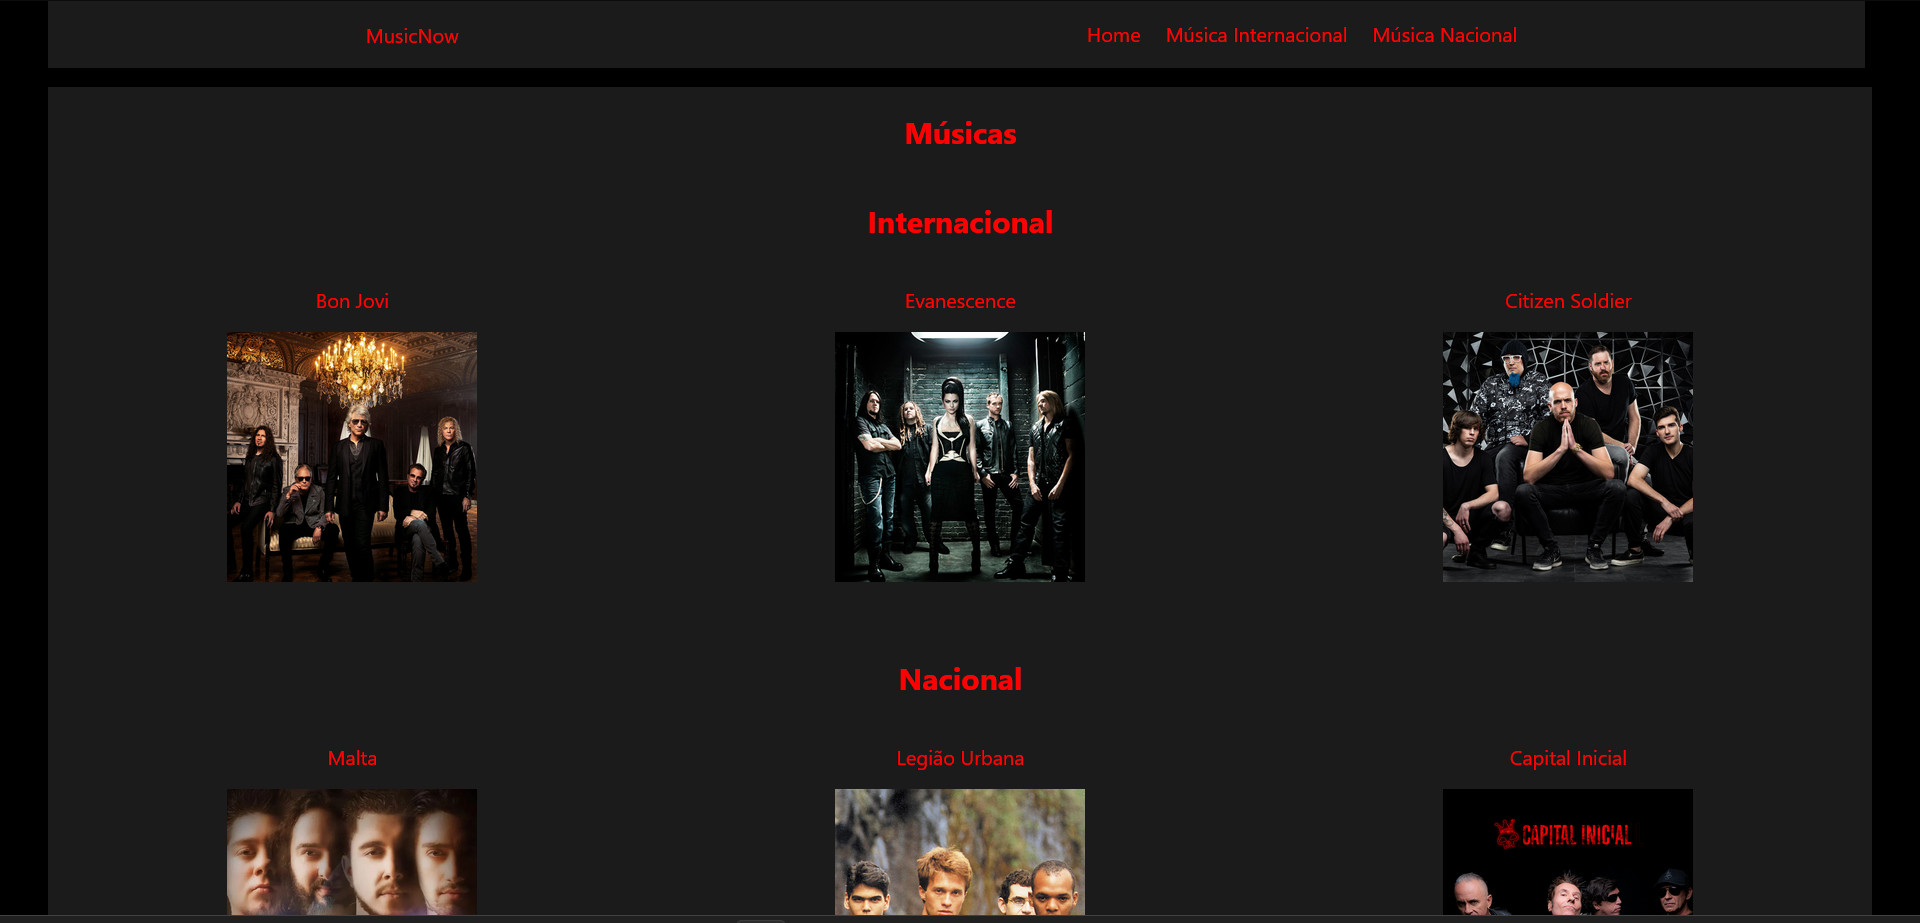 MusicNow
Home Música Internacional Música Nacional
Músicas
Internacional
Bon Jovi
Evanescence
Citizen Soldier
Nacional
Malta
Legião Urbana
Capital Inicial
CAPITAL INICIAL